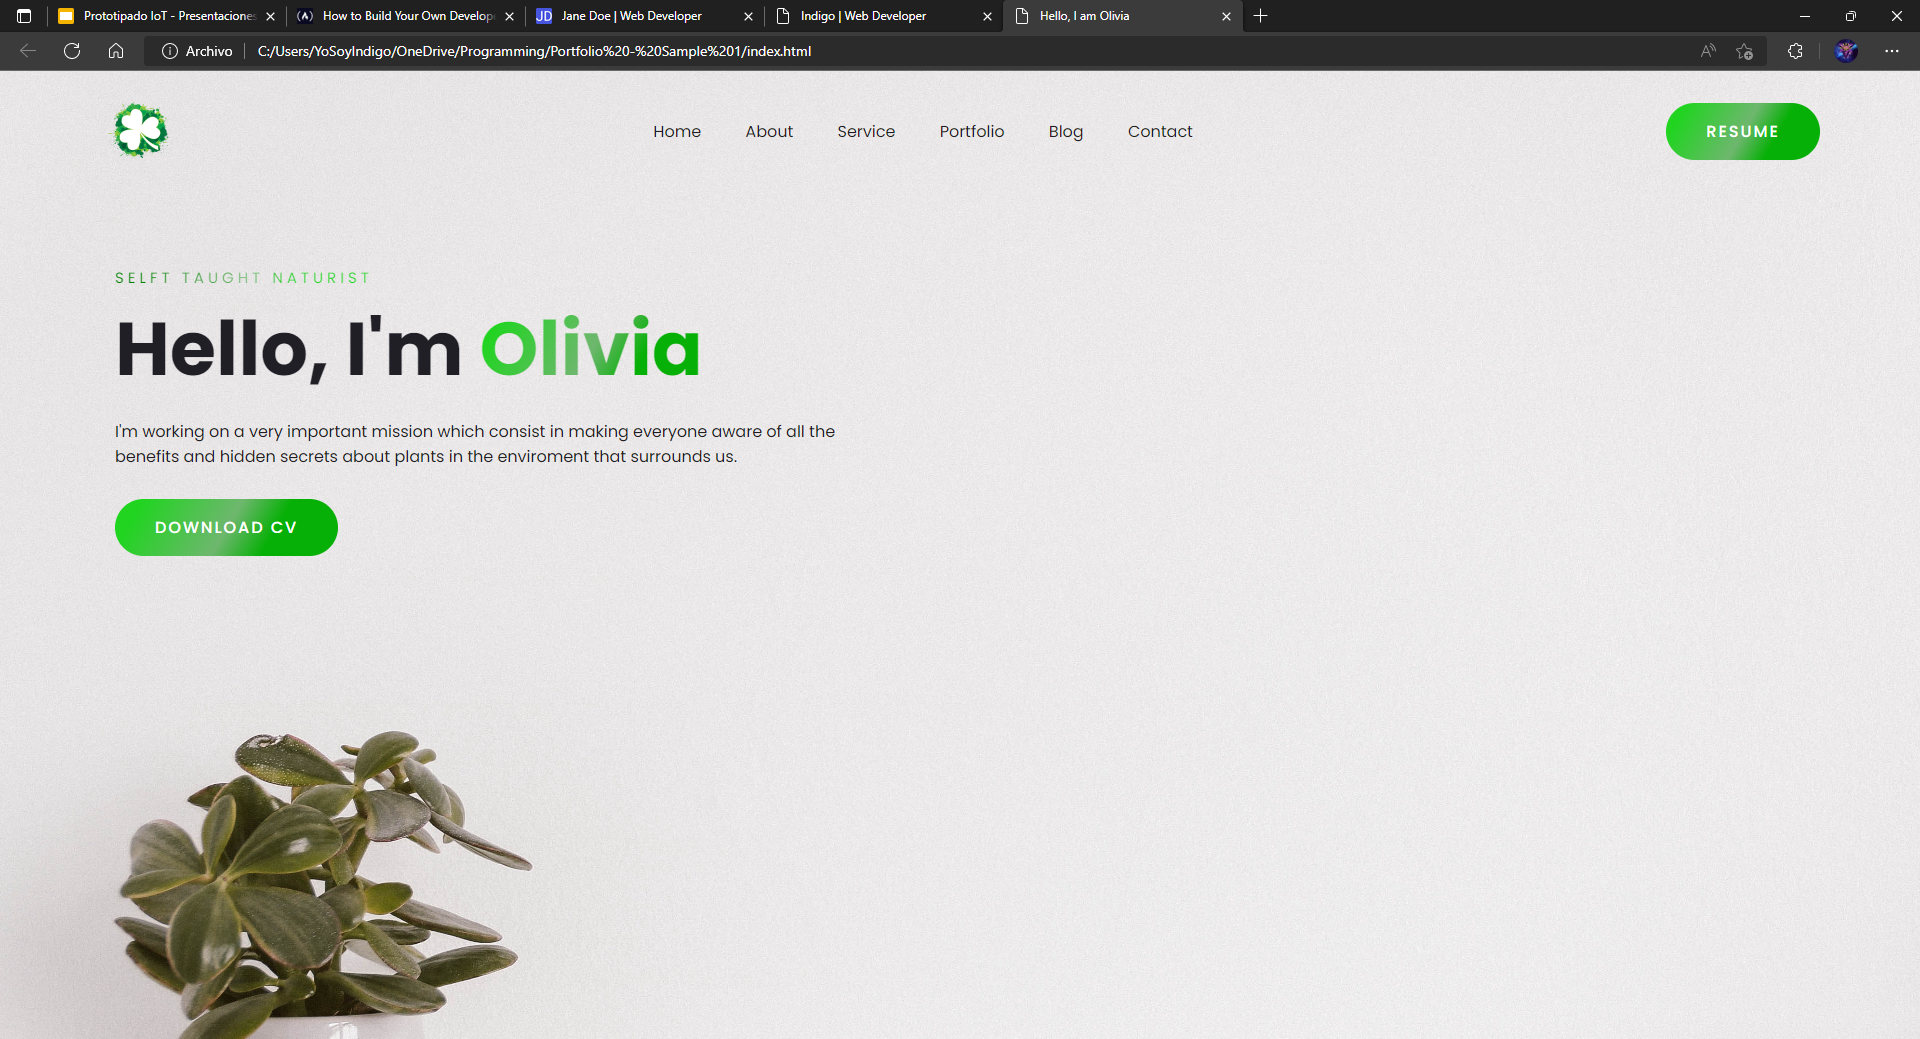 Prototipado IoT - Presentaciones
How to Build Your Own Develop
JD Jane Doe | Web Developer
Indigo | Web Developer
Hello, I am Olivia
Archivo C:/Users/YoSoyIndigo/OneDrive/Programming/Portfolio%20-%20Sample%201/index.html
Home About Service Portfolio Blog Contact RESUME
SELFT TAUGHT NATURIST
Hello, I'm Olivia
I'm working on a very important mission which consist in making everyone aware of all the
benefits and hidden secrets about plants in the enviroment that surrounds us.
DOWNLOAD CV